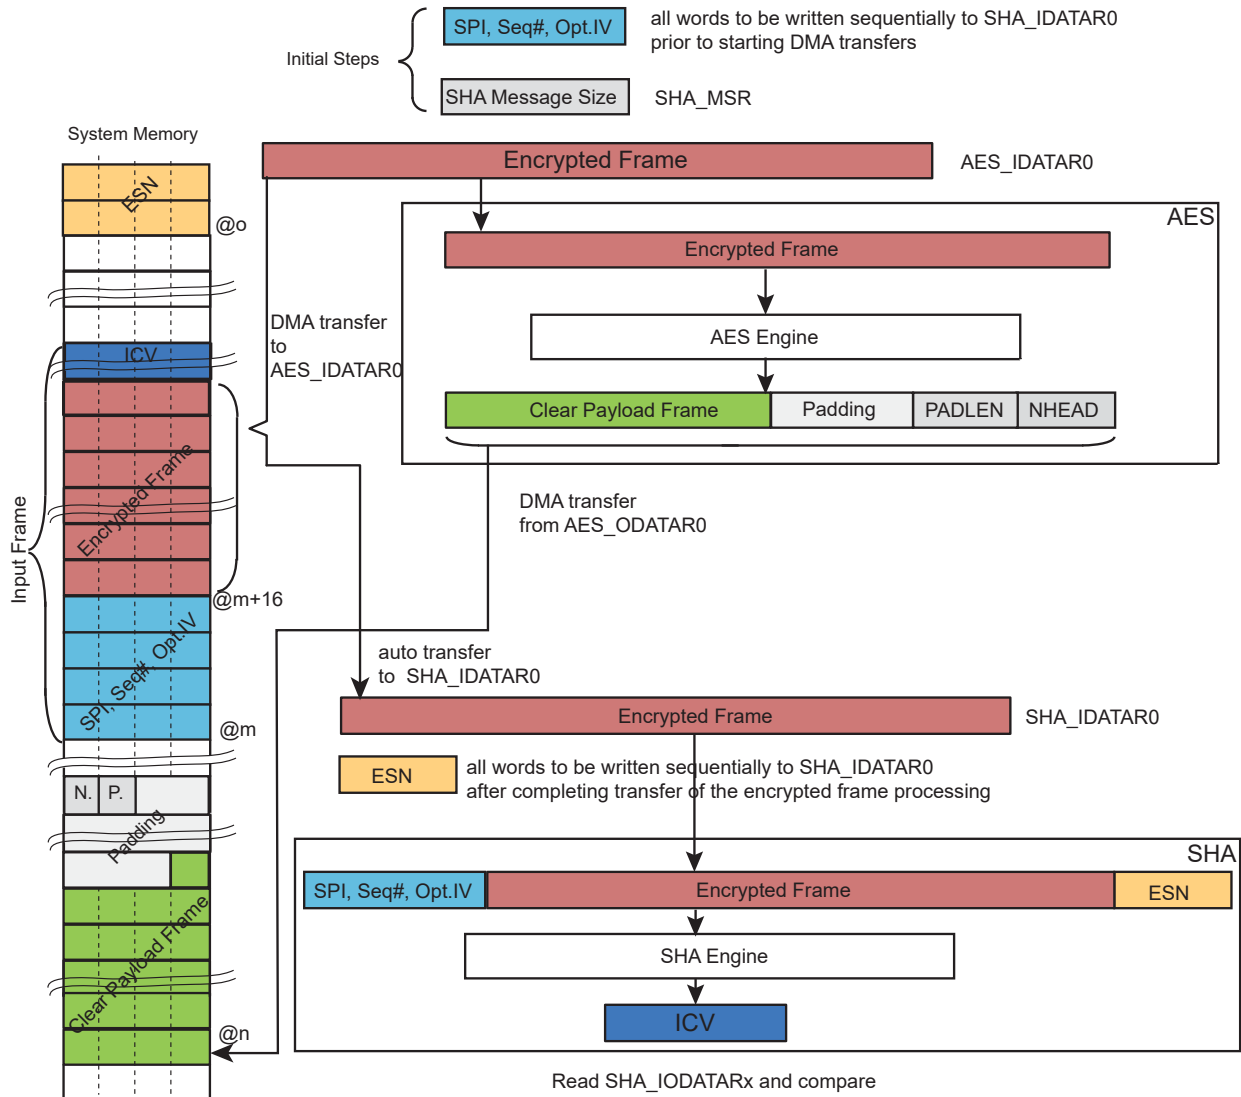 SPI, Seq#, Opt.IV
all words to be written sequentially to SHA_IDATAR0
prior to starting DMA transfers
Initial Steps
SHA Message Size
SHA_MSR
System Memory
Encrypted Frame
AES_IDATAR0
ESN
@o
AES
Encrypted Frame
DMA transfer
to
AES_IDATAR0
AES Engine
ICV
Clear Payload Frame
Padding
PADLEN
NHEAD
Input Frame
Encrypted Frame
DMA transfer
from AES_ODATAR0
@m+16
SPI, Seq#, Opt.IV
auto transfer
to SHA_IDATAR0
@m
Encrypted Frame
SHA_IDATAR0
ESN
all words to be written sequentially to SHA_IDATAR0
after completing transfer of the encrypted frame processing
N.
P.
Padding
SHA
SPI, Seq#, Opt.IV
Encrypted Frame
ESN
Clear Payload Frame
SHA Engine
ICV
@n
Read SHA_IODATARx and compare